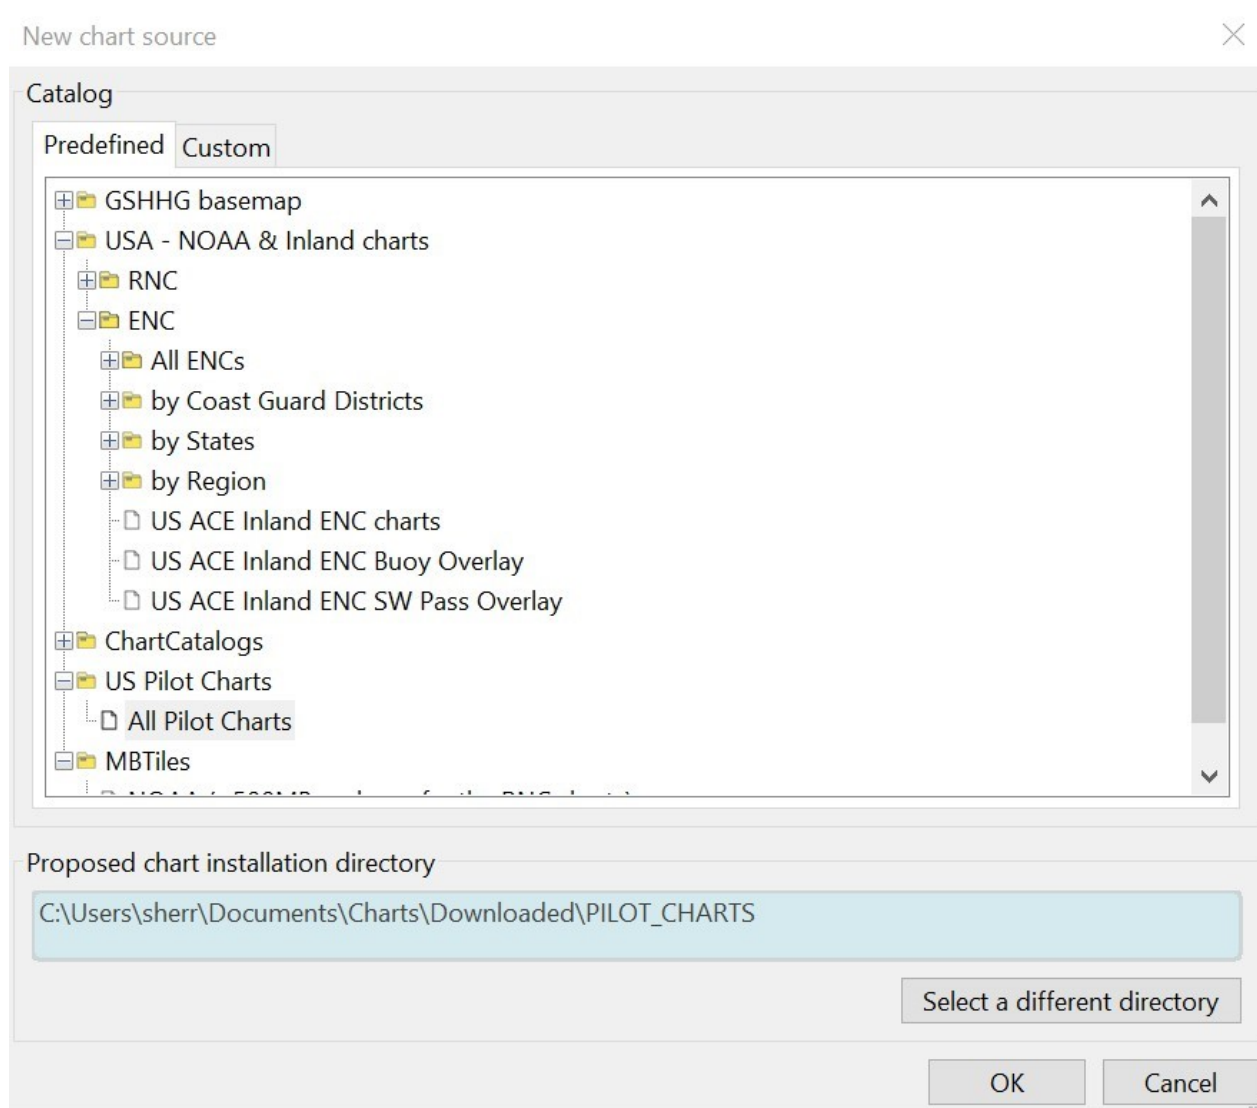 New chart source
Catalog
Predefined Custom
GSHHG basemap
USA - NOAA & Inland charts
RNC
ENC
All ENCs
by Coast Guard Districts
by States
by Region
US ACE Inland ENC charts
US ACE Inland ENC Buoy Overlay
US ACE Inland ENC SW Pass Overlay
ChartCatalogs
US Pilot Charts
All Pilot Charts
MBTiles
Proposed chart installation directory
C:\Users\sherr\Documents\Charts\Downloaded\PILOT_CHARTS
Select a different directory
OK Cancel